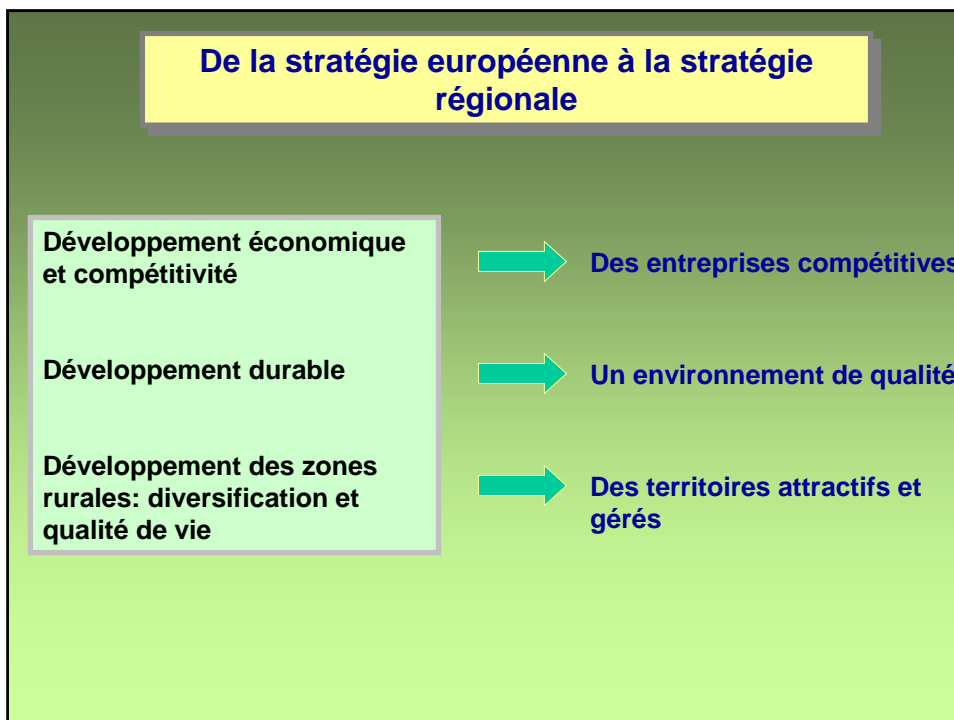 De la stratégie européenne à la stratégie
régionale
Développement économique
et compétitivité
Des entreprises compétitives
Développement durable
Un environnement de qualité
Développement des zones
rurales: diversification et
qualité de vie
Des territoires attractifs et
gérés